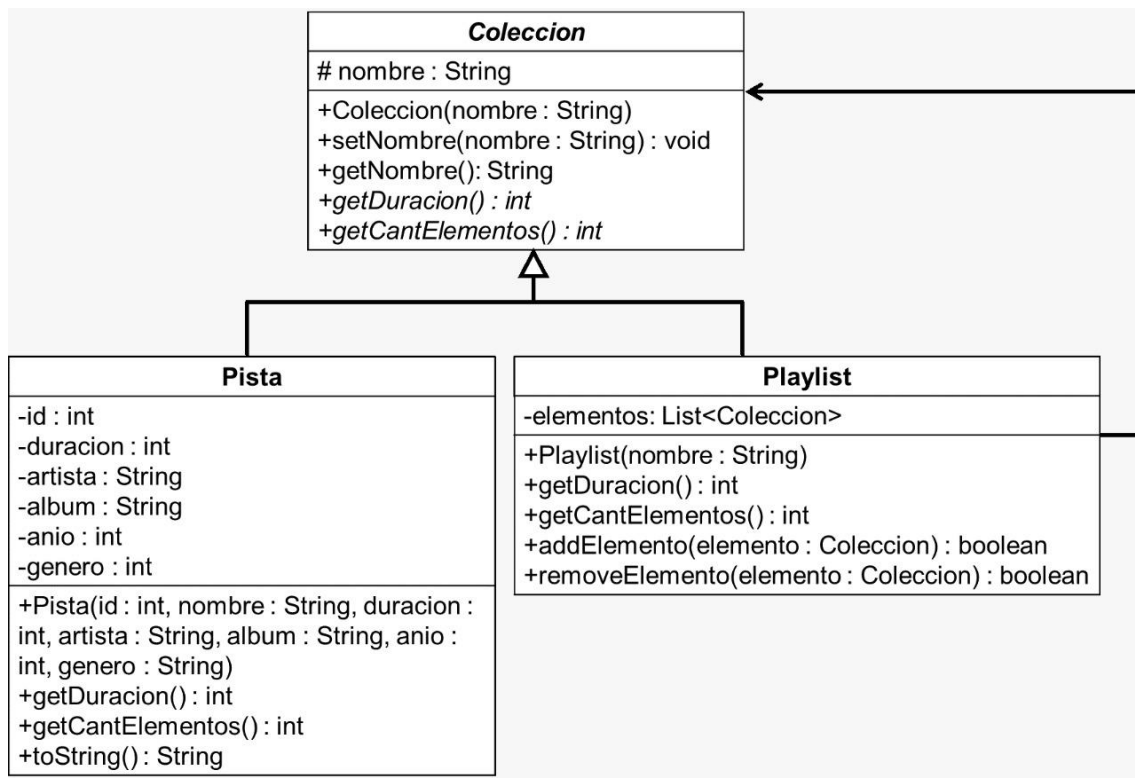 Coleccion
# nombre : String
+Coleccion(nombre : String)
+setNombre(nombre : String) : void
+getNombre(): String
+getDuracion() : int
+getCantElementos() : int
Pista
-id : int
-duracion : int
-artista : String
-album : String
-anio : int
-genero : int
+Pista(id : int, nombre : String, duracion :
int, artista : String, album : String, anio :
int, genero : String)
+getDuracion() : int
+getCantElementos() : int
+toString() : String
Playlist
-elementos: List<Coleccion>
+Playlist(nombre : String)
+getDuracion() : int
+getCantElementos() : int
+addElemento(elemento : Coleccion) : boolean
+removeElemento(elemento : Coleccion) : boolean